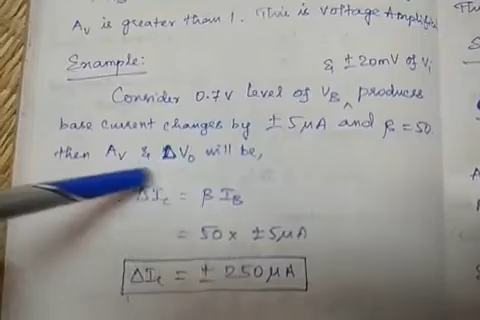 Av is greater than 1. This is Voltage Amplifi
Example:
& ±20mV of Vi
Consider 0.7V level of VB ^ produces
base current changes by ±5µA and β = 50.
then Av & ΔVo will be,
ΔIc = β IB
= 50 x ±5µA
ΔIc = ± 250µA